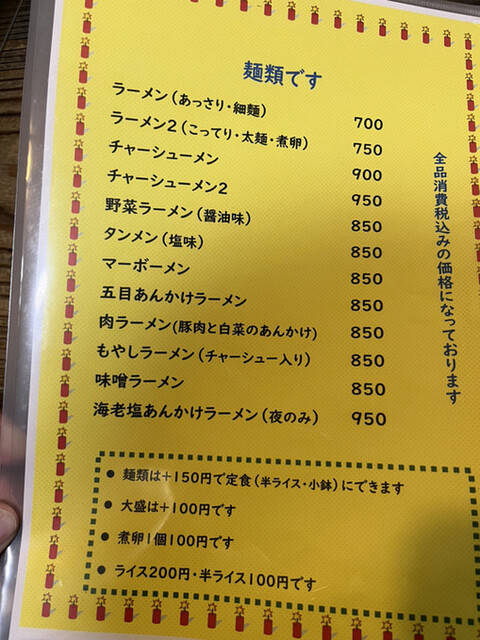 麺類です
ラーメン(あっさり・細麺) 700
ラーメン2(こってり・太麺・煮卵) 750
チャーシューメン 900
チャーシューメン2 950
野菜ラーメン(醤油味) 850
タンメン(塩味) 850
マーボーメン 850
五目あんかけラーメン 850
肉ラーメン(豚肉と白菜のあんかけ) 850
もやしラーメン(チャーシュー入り) 850
味噌ラーメン 850
海老塩あんかけラーメン(夜のみ) 950
全品消費税込みの価格になっております
● 麺類は+150円で定食(半ライス・小鉢)にできます
● 大盛は+100円です
● 煮卵1個100円です
● ライス200円・半ライス100円です